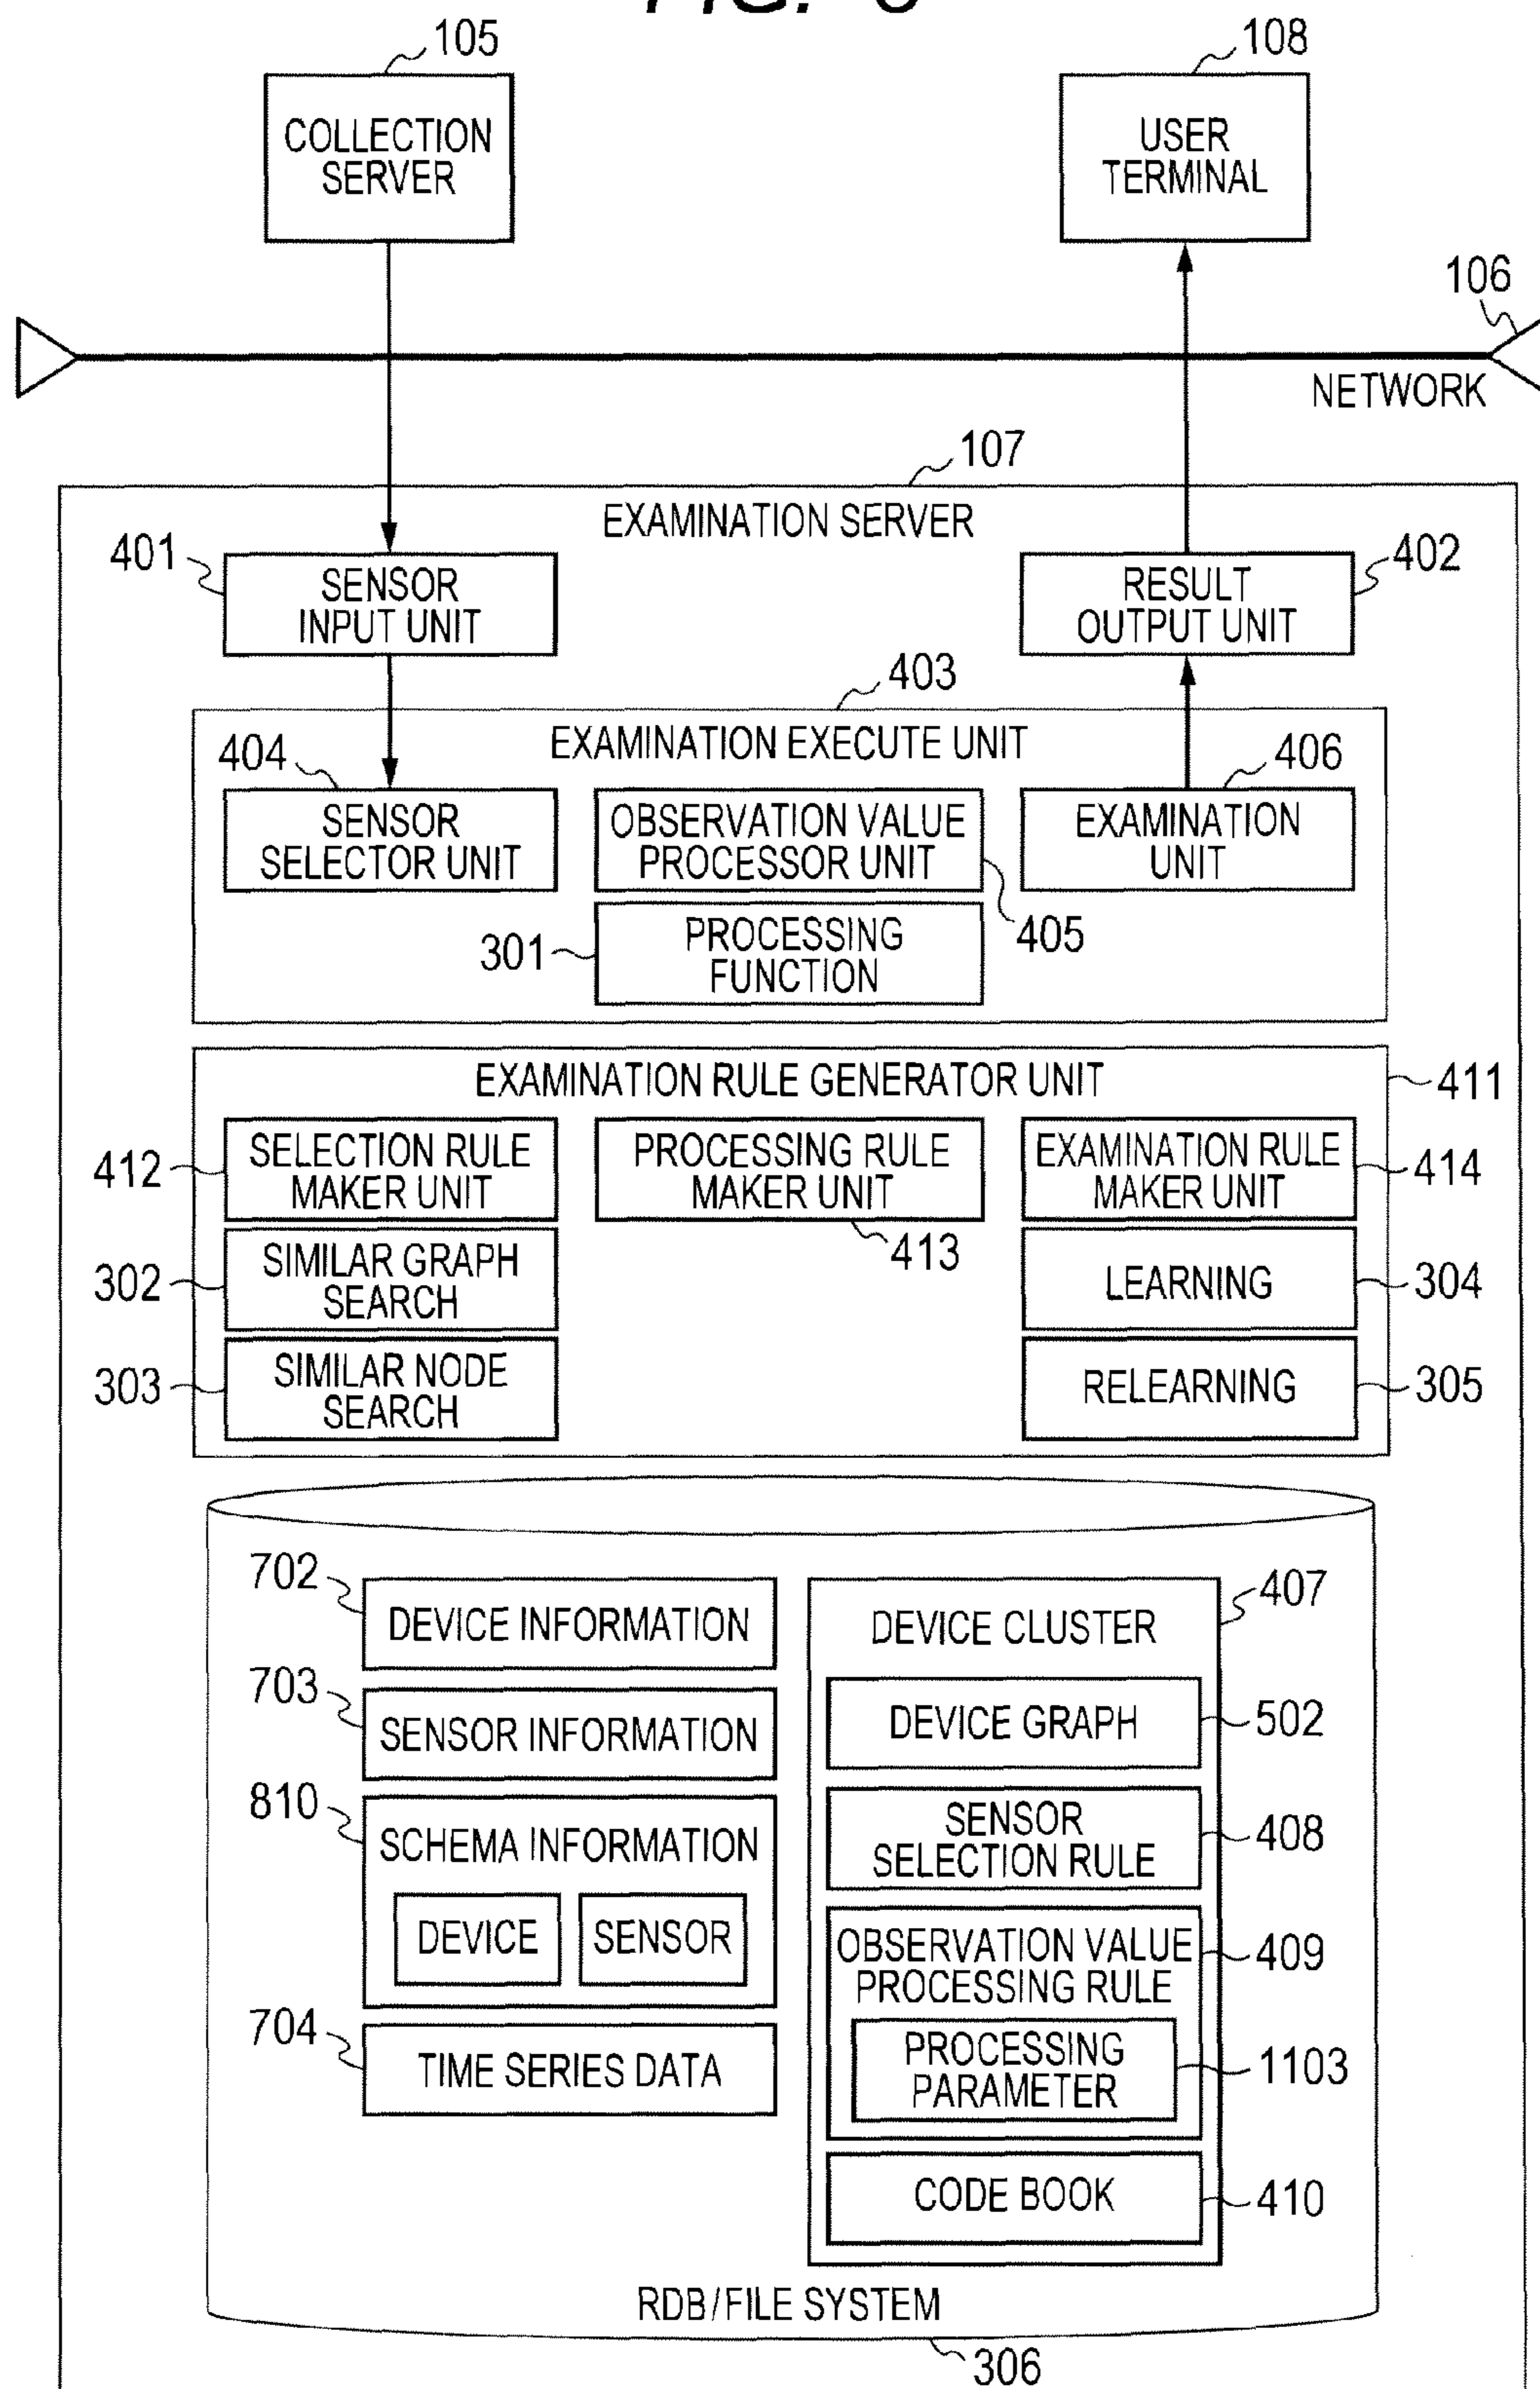 105
108
COLLECTION
SERVER
USER
TERMINAL
106
NETWORK
107
EXAMINATION SERVER
401
SENSOR
INPUT UNIT
RESULT
OUTPUT UNIT
402
403
EXAMINATION EXECUTE UNIT
404
406
SENSOR
SELECTOR UNIT
OBSERVATION VALUE
PROCESSOR UNIT
EXAMINATION
UNIT
405
301
PROCESSING
FUNCTION
EXAMINATION RULE GENERATOR UNIT
411
412
SELECTION RULE
MAKER UNIT
PROCESSING RULE
MAKER UNIT
EXAMINATION RULE
MAKER UNIT
414
413
302
SIMILAR GRAPH
SEARCH
LEARNING
304
303
SIMILAR NODE
SEARCH
RELEARNING
305
702
DEVICE INFORMATION
703
SENSOR INFORMATION
810
SCHEMA INFORMATION
DEVICE
SENSOR
704
TIME SERIES DATA
407
DEVICE CLUSTER
DEVICE GRAPH
502
SENSOR
SELECTION RULE
408
OBSERVATION VALUE
PROCESSING RULE
409
PROCESSING
PARAMETER
1103
CODE BOOK
410
RDB/FILE SYSTEM
306